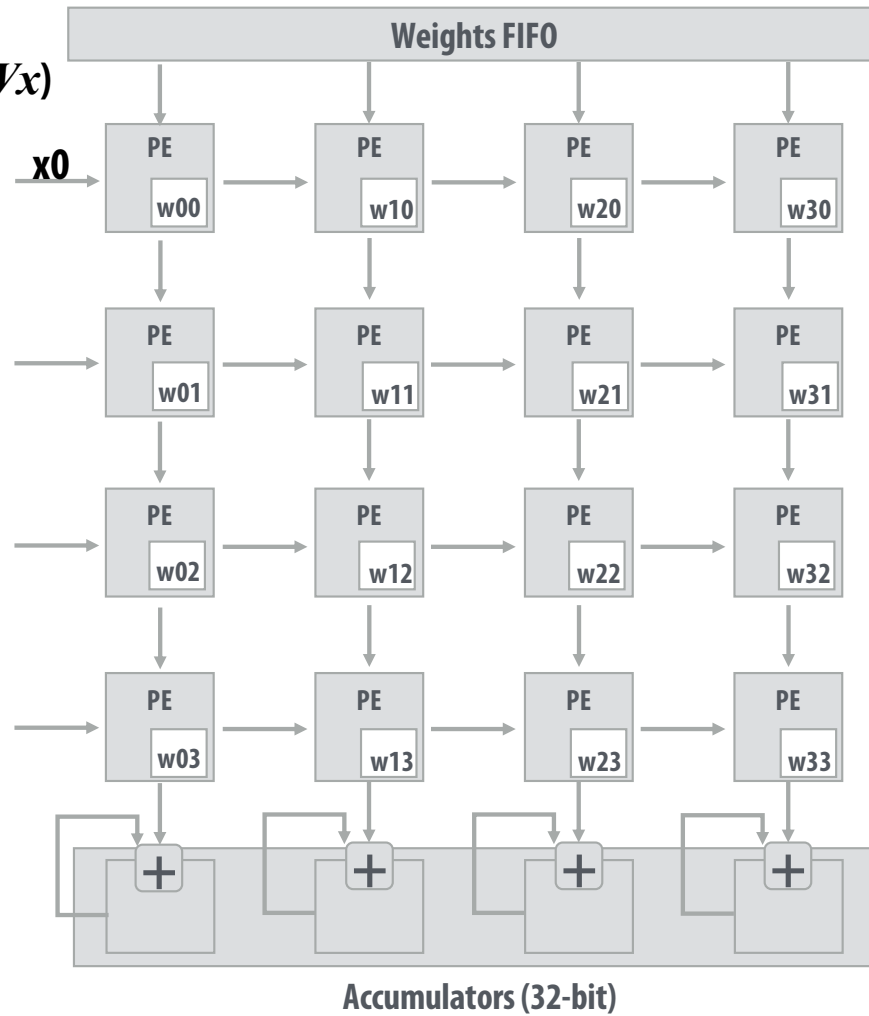 Weights FIFO
Vx)
x0
PE PE PE PE
w00 w10 w20 w30
PE PE PE PE
w01 w11 w21 w31
PE PE PE PE
w02 w12 w22 w32
PE PE PE PE
w03 w13 w23 w33
+ + + +
Accumulators (32-bit)